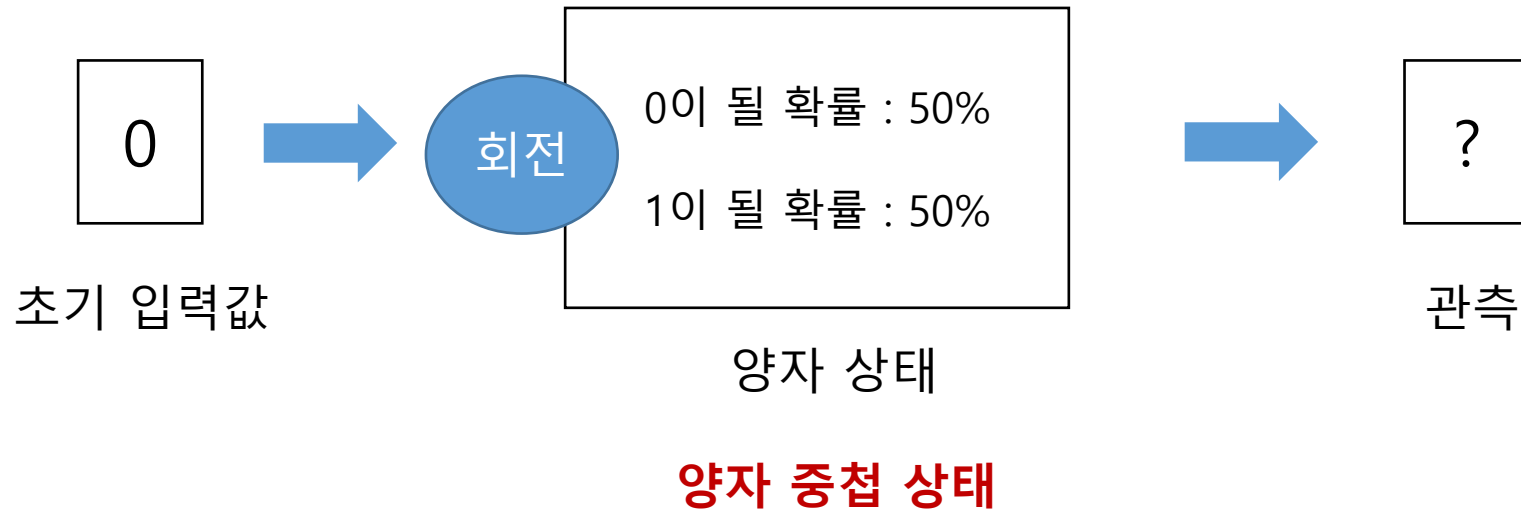 0
회전
0이 될 확률 : 50%
1이 될 확률 : 50%
?
초기 입력값
관측
양자 상태
양자 중첩 상태